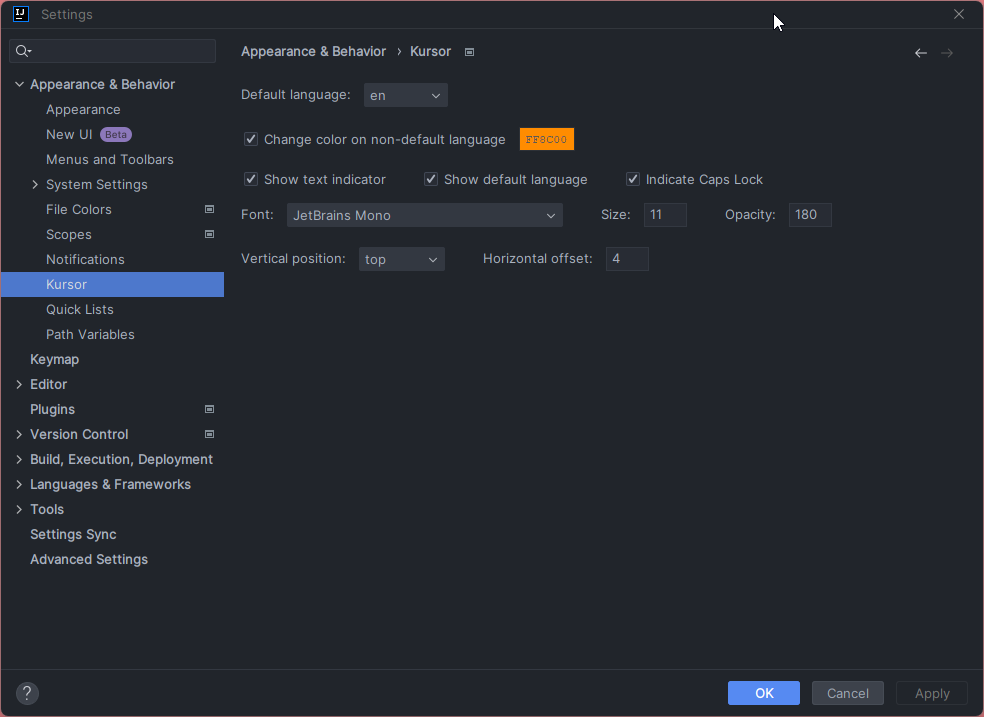 IJ Settings
Appearance & Behavior › Kursor
Appearance & Behavior
Appearance
New UI Beta
Menus and Toolbars
System Settings
File Colors
Scopes
Notifications
Kursor
Quick Lists
Path Variables
Keymap
Editor
Plugins
Version Control
Build, Execution, Deployment
Languages & Frameworks
Tools
Settings Sync
Advanced Settings
Default language: en
Change color on non-default language FF8C00
Show text indicator Show default language Indicate Caps Lock
Font: JetBrains Mono Size: 11 Opacity: 180
Vertical position: top Horizontal offset: 4
? OK Cancel Apply